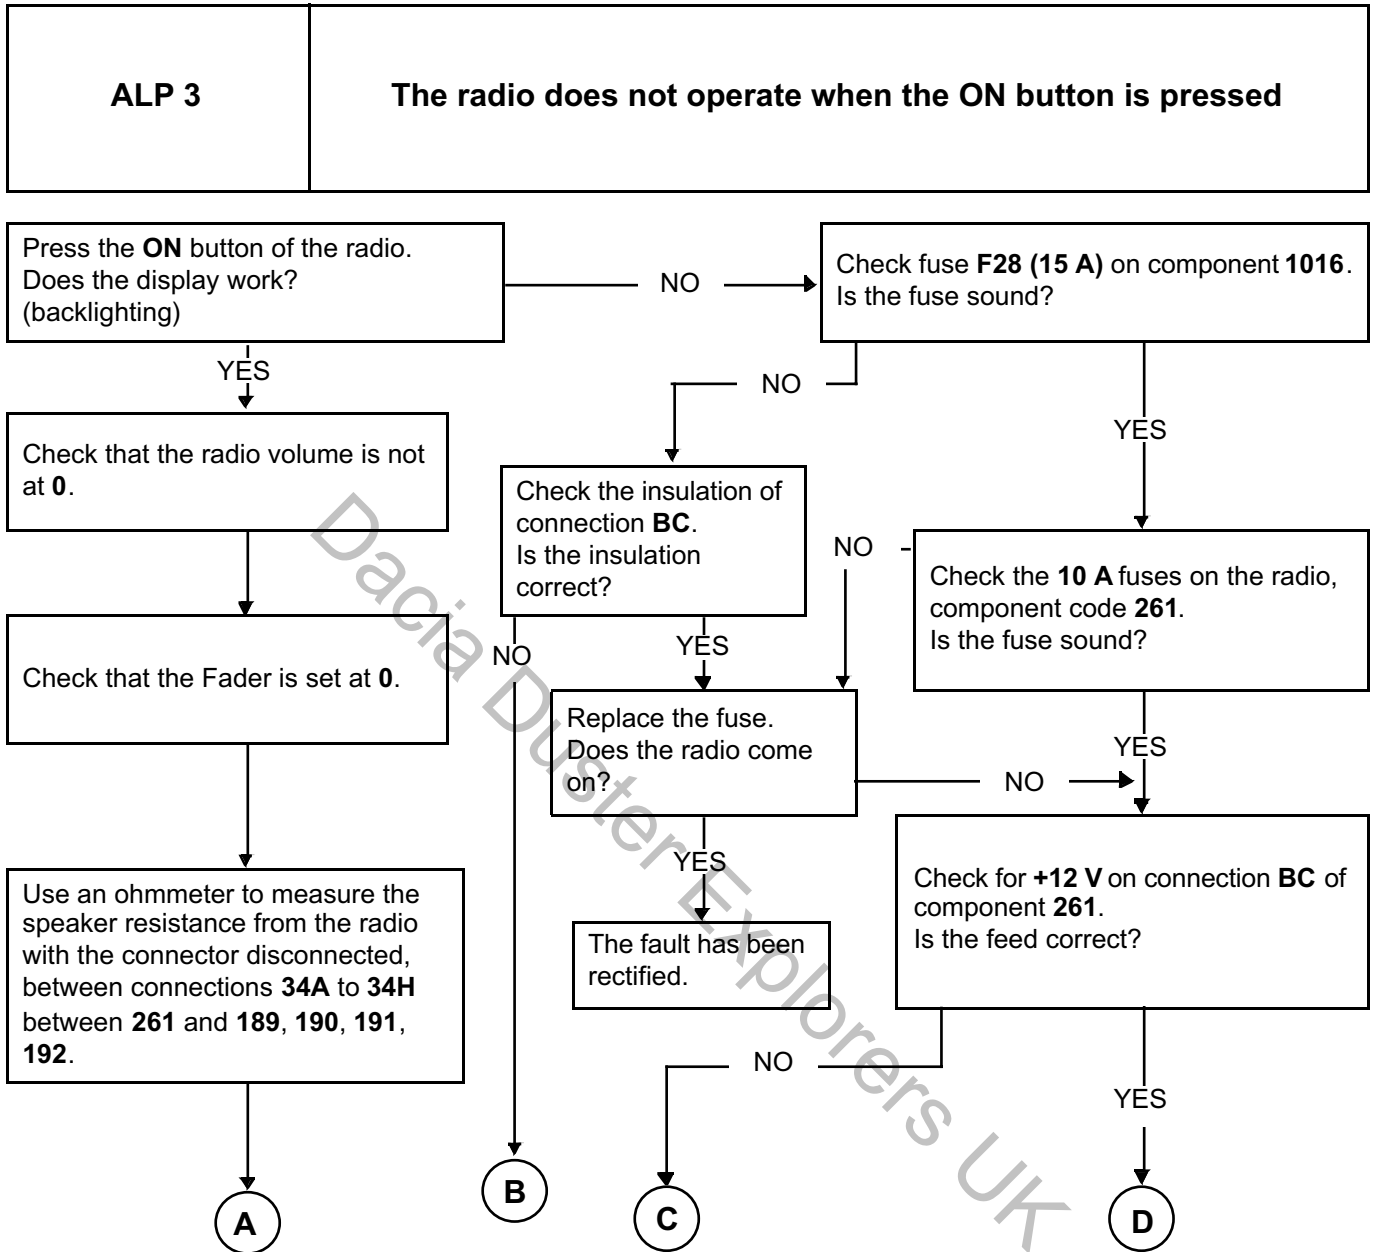 ALP 3
The radio does not operate when the ON button is pressed
Press the ON button of the radio.
Does the display work?
(backlighting)
NO
Check fuse F28 (15 A) on component 1016.
Is the fuse sound?
YES
NO
YES
Check that the radio volume is not
at 0.
Check the insulation of
connection BC.
Is the insulation
correct?
NO
Check the 10 A fuses on the radio,
component code 261.
Is the fuse sound?
Check that the Fader is set at 0.
NO
YES
Replace the fuse.
Does the radio come
on?
YES
NO
YES
Use an ohmmeter to measure the
speaker resistance from the radio
with the connector disconnected,
between connections 34A to 34H
between 261 and 189, 190, 191,
192.
The fault has been
rectified.
Check for +12 V on connection BC of
component 261.
Is the feed correct?
NO
YES
A
B
C
D
Dacia Duster Explorers UK